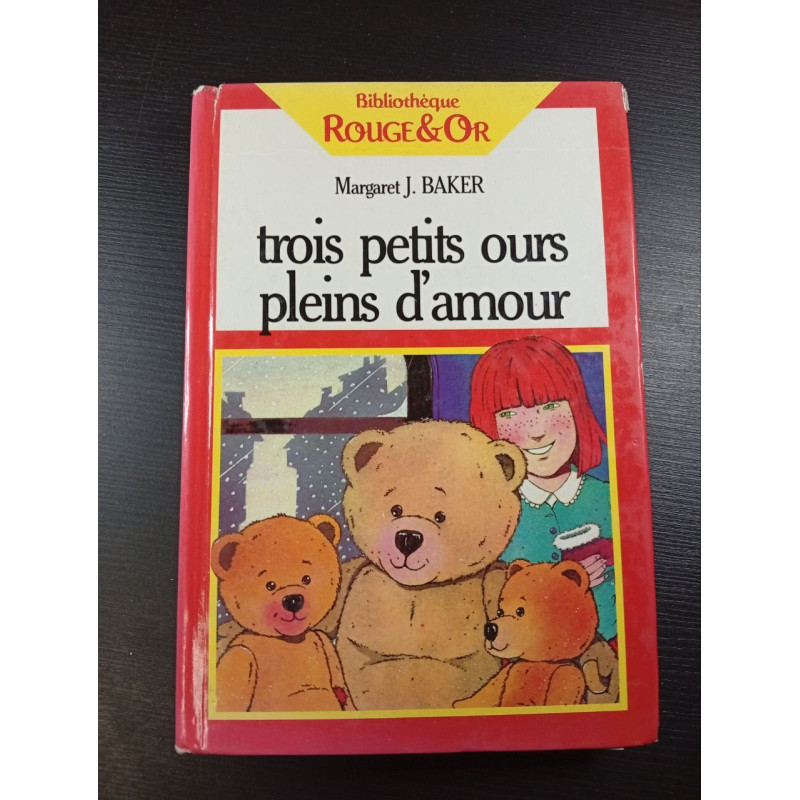 Bibliothèque
ROUGE&OR
Margaret J. BAKER
trois petits ours
pleins d'amour